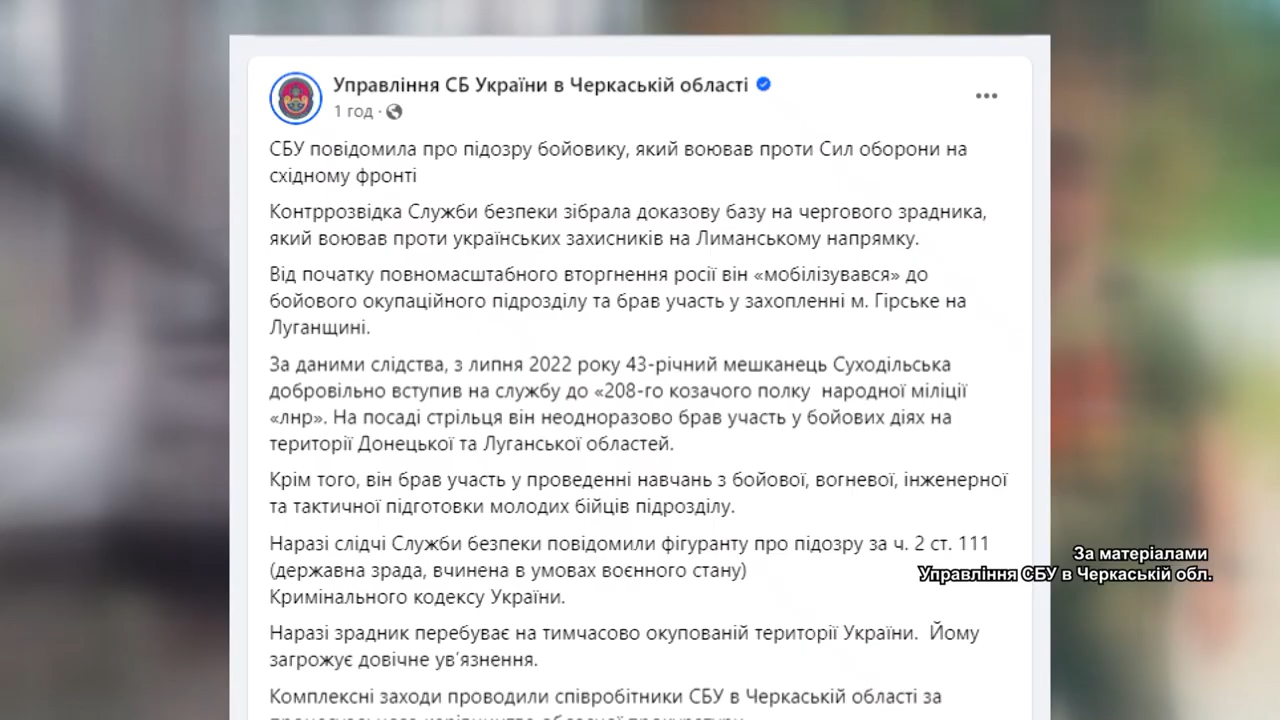 Управління СБ України в Черкаській області
1 год ·
СБУ повідомила про підозру бойовику, який воював проти Сил оборони на
східному фронті
Контррозвідка Служби безпеки зібрала доказову базу на чергового зрадника,
який воював проти українських захисників на Лиманському напрямку.
Від початку повномасштабного вторгнення росії він «мобілізувався» до
бойового окупаційного підрозділу та брав участь у захопленні м. Гірське на
Луганщині.
За даними слідства, з липня 2022 року 43-річний мешканець Суходільська
добровільно вступив на службу до «208-го козачого полку  народної міліції
«лнр». На посаді стрільця він неодноразово брав участь у бойових діях на
території Донецької та Луганської областей.
Крім того, він брав участь у проведенні навчань з бойової, вогневої, інженерної
та тактичної підготовки молодих бійців підрозділу.
Наразі слідчі Служби безпеки повідомили фігуранту про підозру за ч. 2 ст. 111
(державна зрада, вчинена в умовах воєнного стану)
Кримінального кодексу України.
Наразі зрадник перебуває на тимчасово окупованій території України.  Йому
загрожує довічне ув’язнення.
Комплексні заходи проводили співробітники СБУ в Черкаській області за
За матеріалами
Управління СБУ в Черкаській обл.